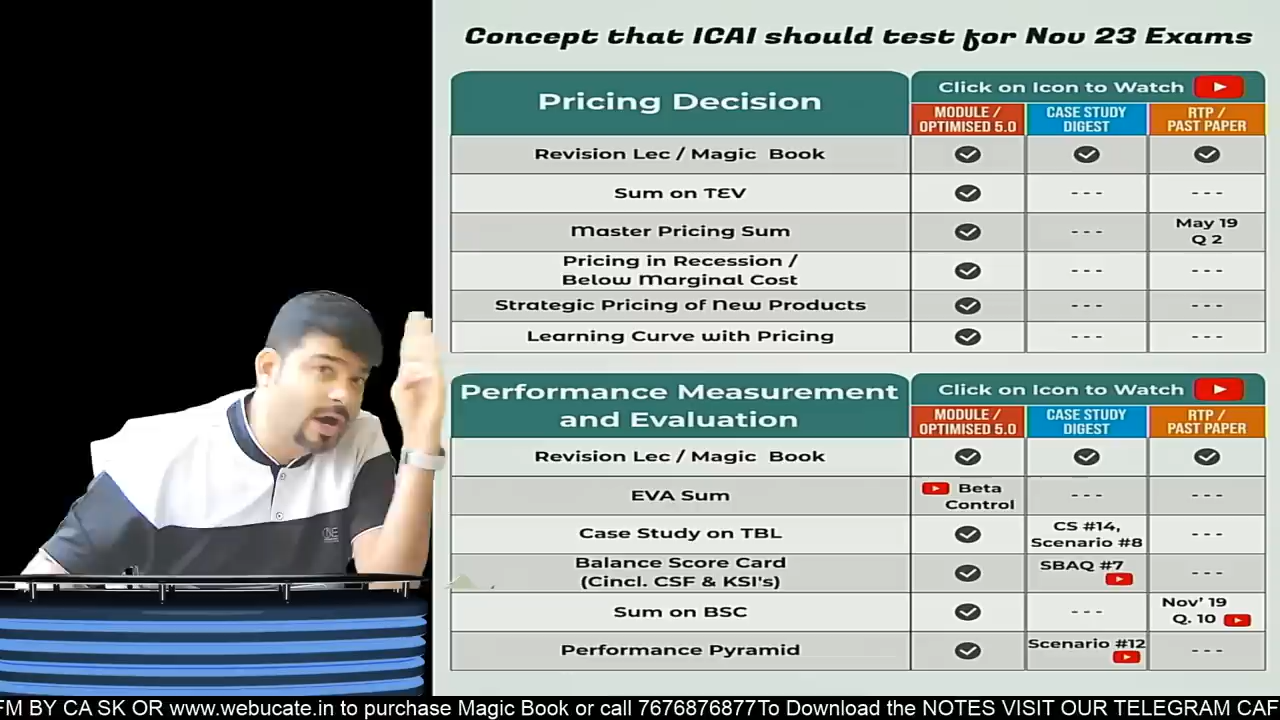 Concept that ICAI should test for Nov 23 Exams
Pricing Decision
Click on Icon to Watch
MODULE / OPTIMISED 5.0
CASE STUDY DIGEST
RTP / PAST PAPER
Revision Lec / Magic Book
Sum on TEV - - - - - -
Master Pricing Sum - - - May 19 Q 2
Pricing in Recession /
Below Marginal Cost - - - - - -
Strategic Pricing of New Products - - - - - -
Learning Curve with Pricing - - - - - -
Performance Measurement
and Evaluation
Click on Icon to Watch
MODULE / OPTIMISED 5.0
CASE STUDY DIGEST
RTP / PAST PAPER
Revision Lec / Magic Book
EVA Sum Beta Control - - - - - -
Case Study on TBL CS #14, Scenario #8 - - -
Balance Score Card
(Cincl. CSF & KSI's) SBAQ #7 - - -
Sum on BSC - - - Nov' 19 Q. 10
Performance Pyramid Scenario #12 - - -
FM BY CA SK OR www.webucate.in to purchase Magic Book or call 7676876877To Download the NOTES VISIT OUR TELEGRAM CAF